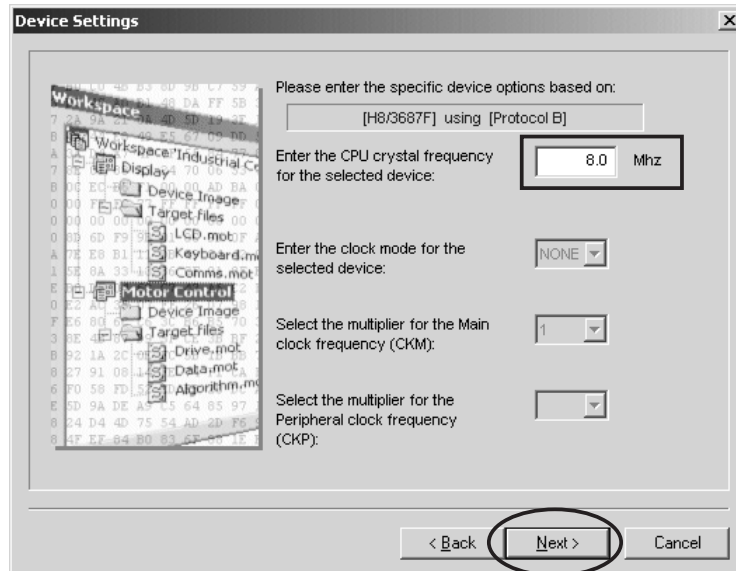 Device Settings
Please enter the specific device options based on:
[H8/3687F] using [Protocol B]
Enter the CPU crystal frequency
for the selected device:
8.0 Mhz
Enter the clock mode for the
selected device:
NONE
Select the multiplier for the Main
clock frequency (CKM):
1
Select the multiplier for the
Peripheral clock frequency
(CKP):
< Back
Next >
Cancel
Workspace
Workspace "Industrial
Display
Device Image
Target files
LCD.mot
Keyboard.m
Comms.mot
Motor Control
Device Image
Target files
Drive.mot
Data.mot
Algorithm.m